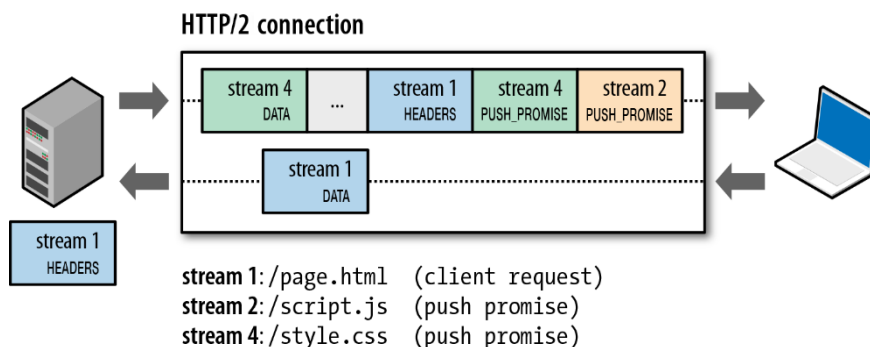 HTTP/2 connection
stream 4
DATA
...
stream 1
HEADERS
stream 4
PUSH_PROMISE
stream 2
PUSH_PROMISE
stream 1
DATA
stream 1
HEADERS
stream 1: /page.html (client request)
stream 2: /script.js (push promise)
stream 4: /style.css (push promise)